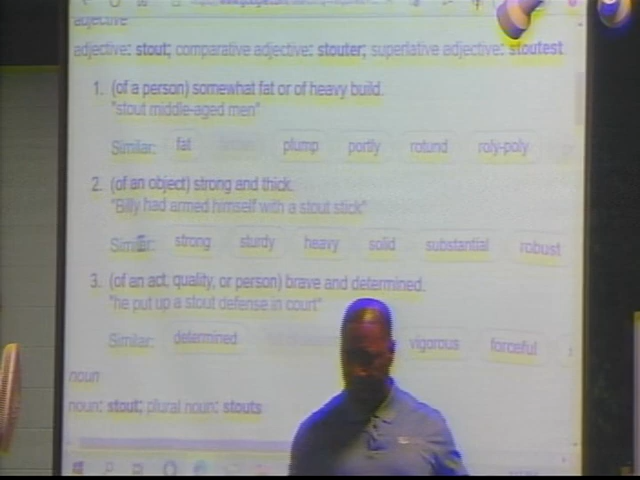 adjective
adjective: stout; comparative adjective: stouter; superlative adjective: stoutest
1. (of a person) somewhat fat or of heavy build.
"stout middle-aged men"
Similar: fat plump portly rotund roly-poly
2. (of an object) strong and thick.
"Billy had armed himself with a stout stick"
Similar: strong sturdy heavy solid substantial robust
3. (of an act, quality, or person) brave and determined.
"he put up a stout defense in court"
Similar: determined vigorous forceful
noun
noun: stout; plural noun: stouts